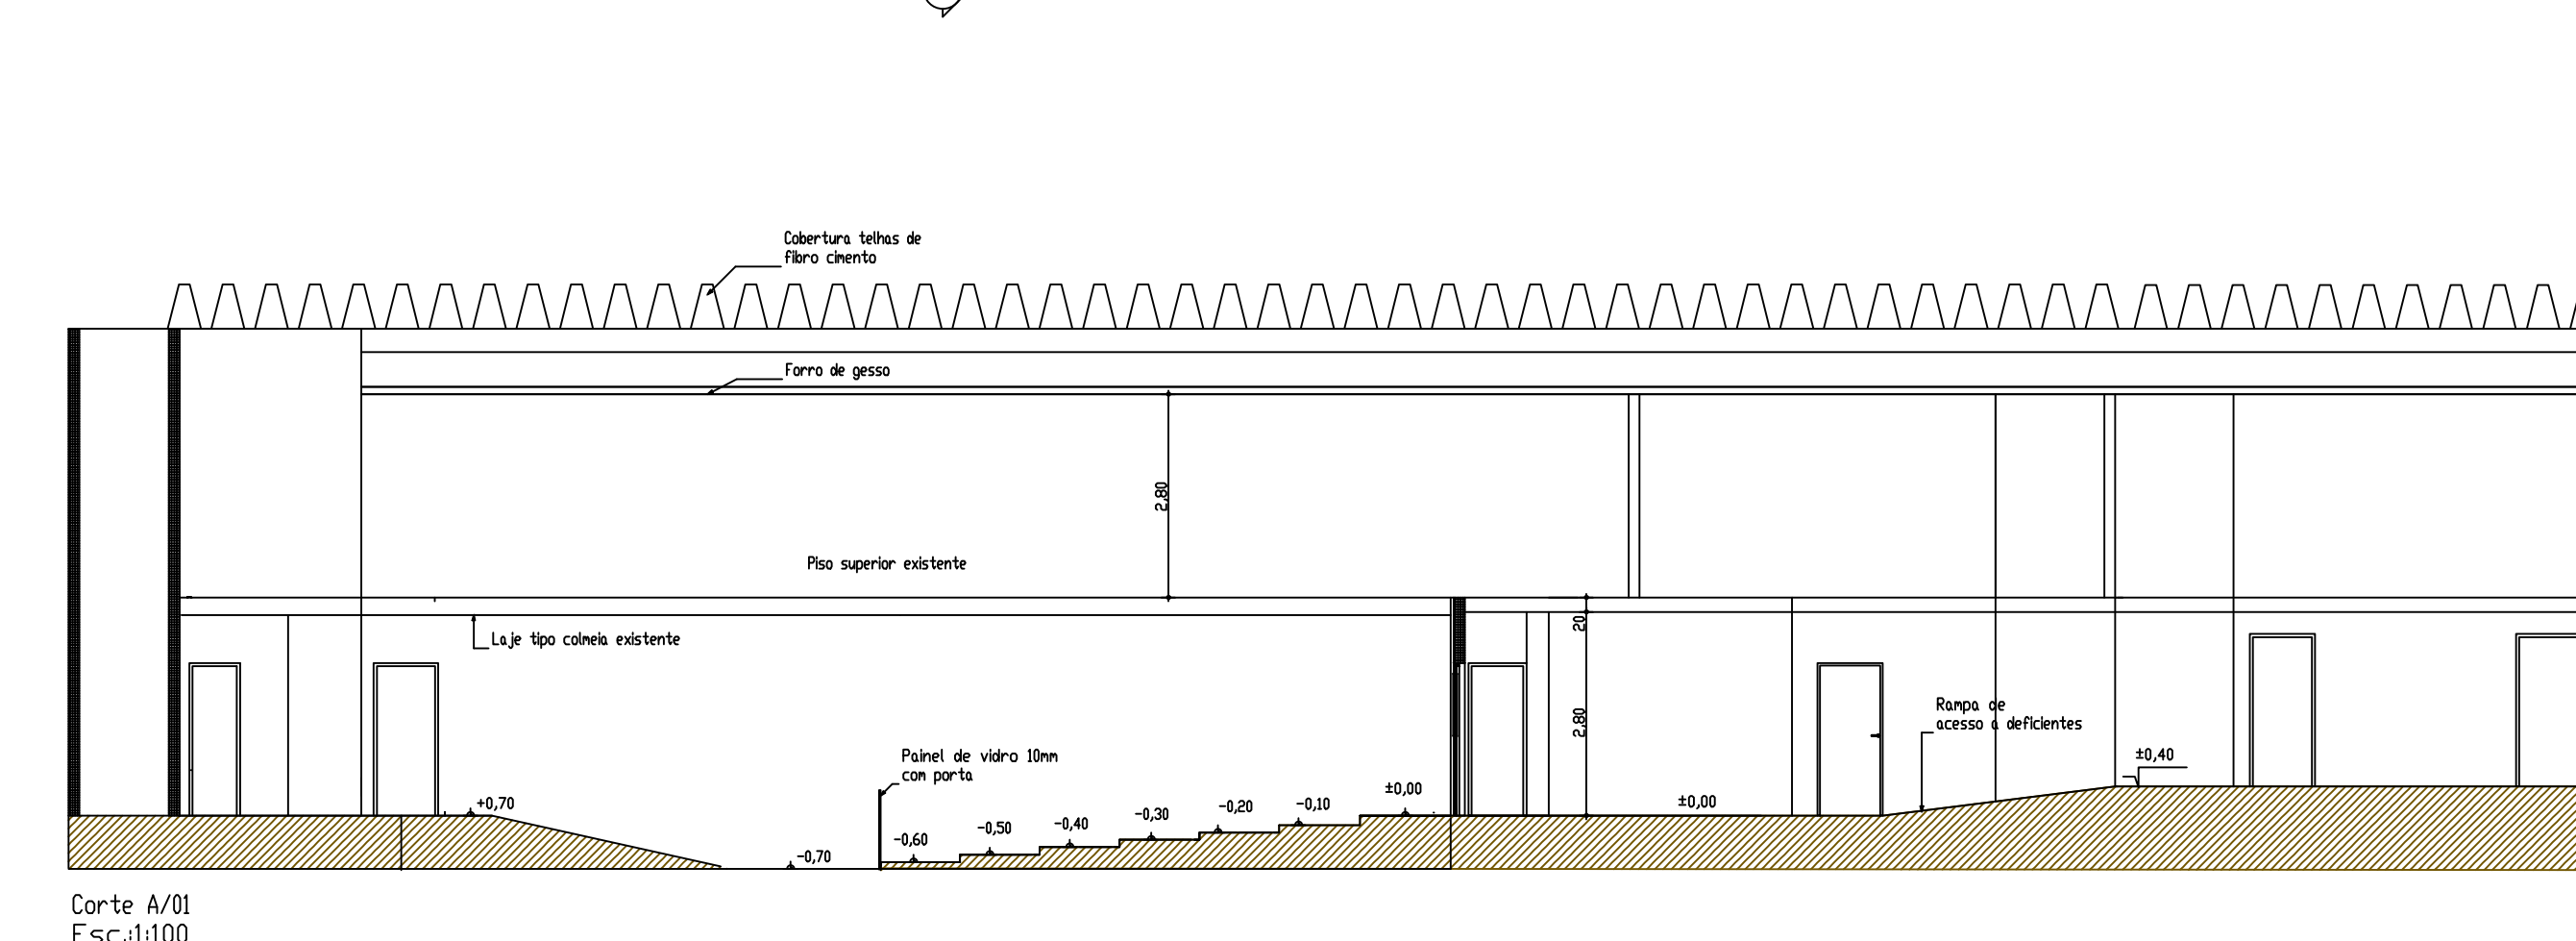 Cobertura telhas de
fibro cimento
Forro de gesso
2,80
Piso superior existente
Laje tipo colmeia existente
20
2,80
Rampa de
acesso a deficientes
±0,40
Painel de vidro 10mm
com porta
+0,70
-0,70
-0,60
-0,50
-0,40
-0,30
-0,20
-0,10
±0,00
±0,00
Corte A/01
Esc.:1:100